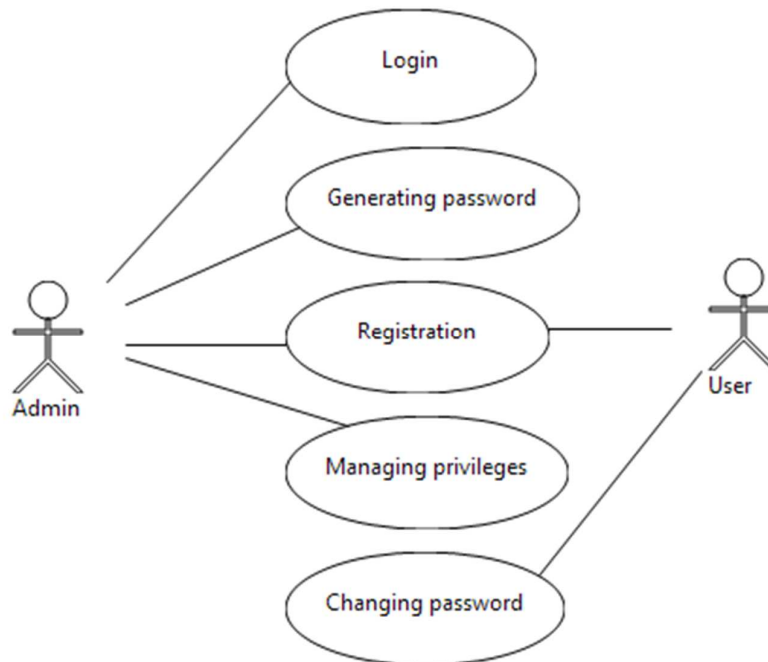 Login
Generating password
Registration
Admin
User
Managing privileges
Changing password